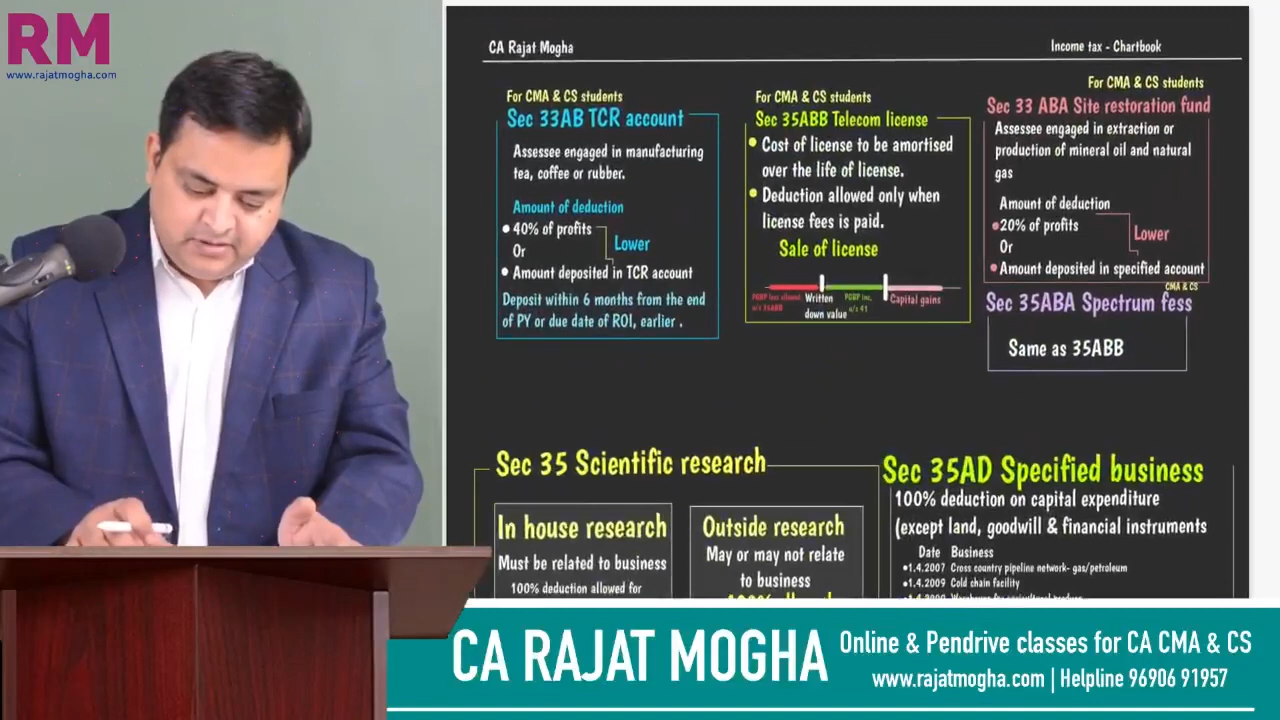 RM
www.rajatmogha.com
CA Rajat Mogha
Income tax - Chartbook
For CMA & CS students
Sec 33AB TCR account
Assessee engaged in manufacturing
tea, coffee or rubber.
Amount of deduction
40% of profits
Or
Lower
Amount deposited in TCR account
Deposit within 6 months from the end
of PY or due date of ROI, earlier .
For CMA & CS students
Sec 35ABB Telecom license
Cost of license to be amortised
over the life of license.
Deduction allowed only when
license fees is paid.
Sale of license
PGBP loss allowed
u/s 35ABB
Written
down value
PGBP inc.
u/s 41
Capital gains
For CMA & CS students
Sec 33 ABA Site restoration fund
Assessee engaged in extraction or
production of mineral oil and natural
gas
Amount of deduction
20% of profits
Or
Lower
Amount deposited in specified account
CMA & CS
Sec 35ABA Spectrum fess
Same as 35ABB
Sec 35 Scientific research
In house research
Must be related to business
100% deduction allowed for
Outside research
May or may not relate
to business
Sec 35AD Specified business
100% deduction on capital expenditure
(except land, goodwill & financial instruments
Date Business
1.4.2007 Cross country pipeline network- gas/petroleum
1.4.2009 Cold chain facility
CA RAJAT MOGHA
Online & Pendrive classes for CA CMA & CS
www.rajatmogha.com | Helpline 96906 91957